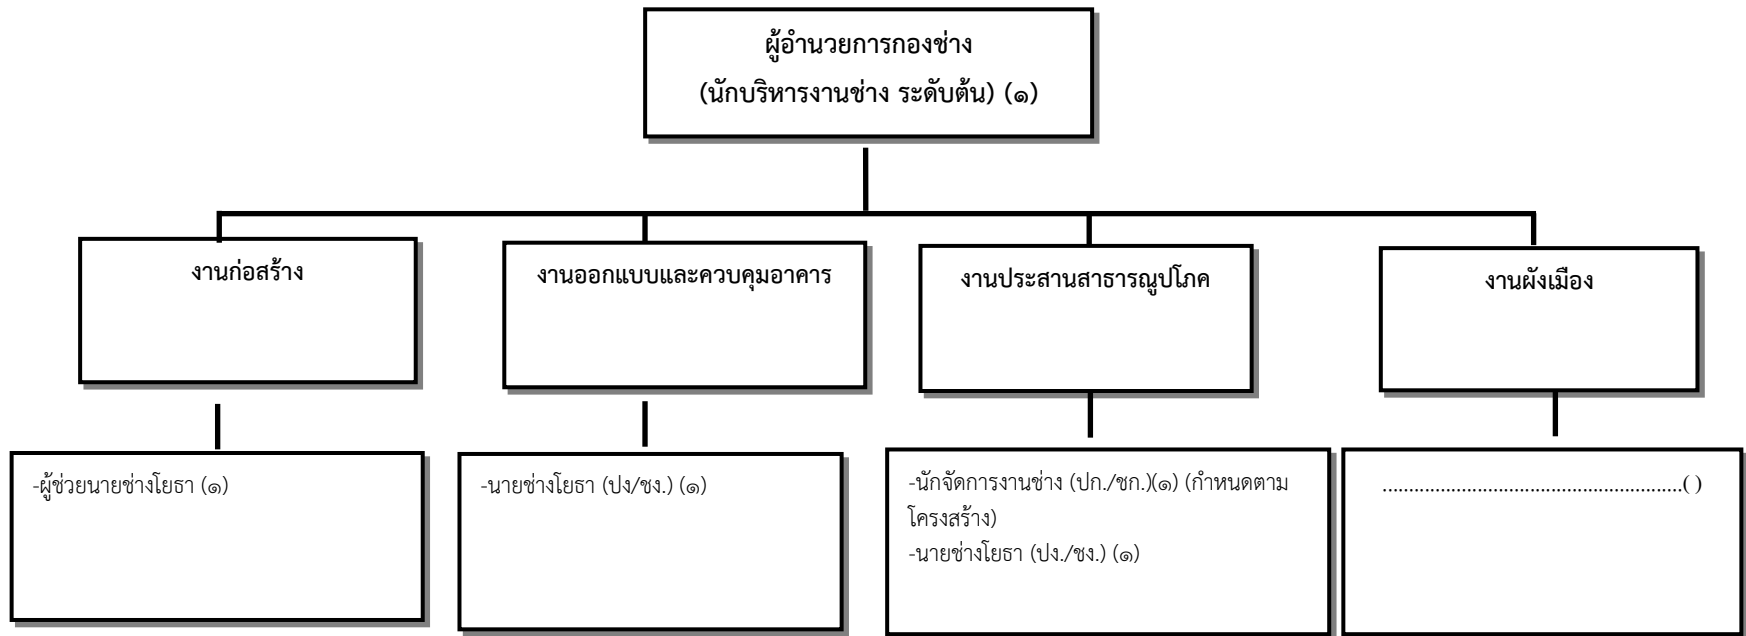 ผู้อำนวยการกองช่าง
(นักบริหารงานช่าง ระดับต้น) (๑)
งานก่อสร้าง
งานออกแบบและควบคุมอาคาร
งานประสานสาธารณูปโภค
งานผังเมือง
-ผู้ช่วยนายช่างโยธา (๑)
-นายช่างโยธา (ปง/ชง.) (๑)
-นักจัดการงานช่าง (ปก./ชก.)(๑) (กำหนดตาม
โครงสร้าง)
-นายช่างโยธา (ปง./ชง.) (๑)
........................................................( )